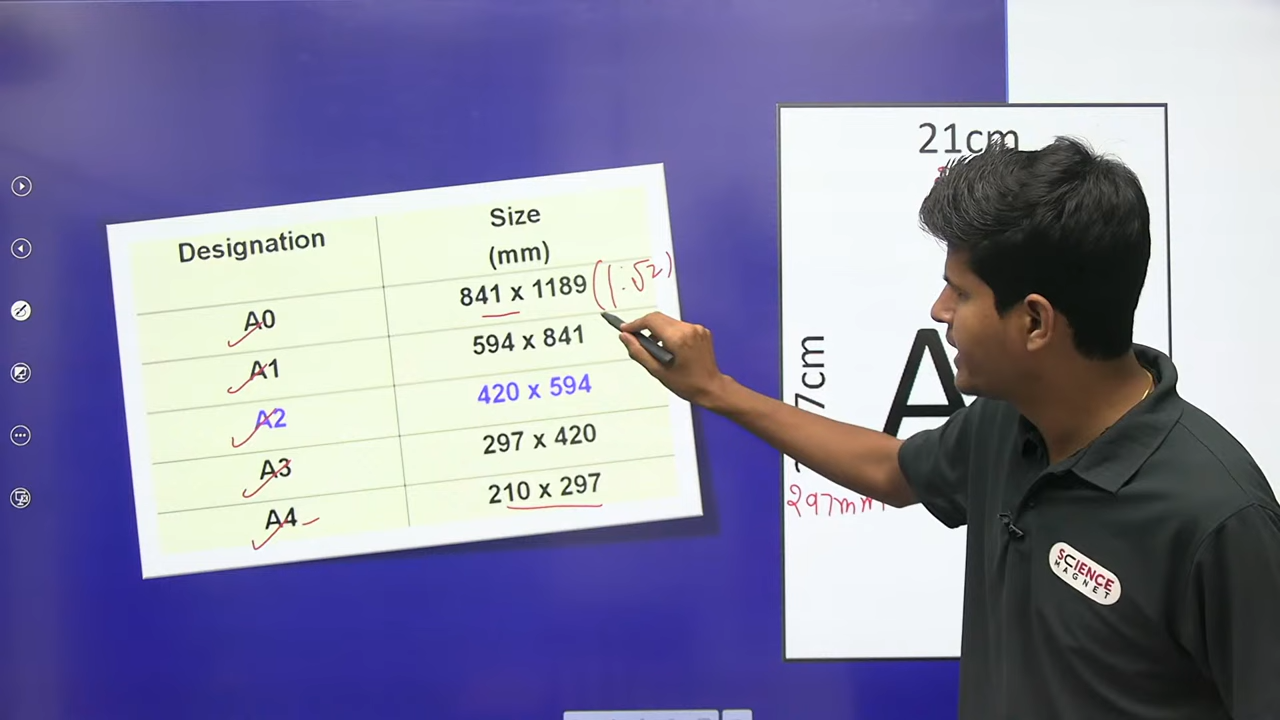 Designation Size (mm)
A0 841 x 1189 (1:√2)
A1 594 x 841
A2 420 x 594
A3 297 x 420
A4 210 x 297
21cm
7cm
A
297mm
SCIENCE
MAGNET